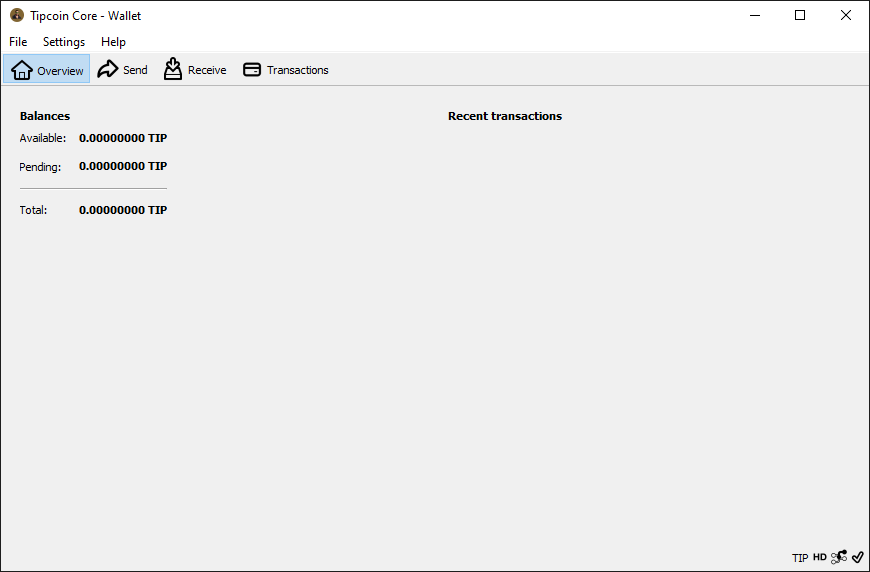 Tipcoin Core - Wallet
File Settings Help
Overview Send Receive Transactions
Balances
Available: 0.00000000 TIP
Pending: 0.00000000 TIP
Total: 0.00000000 TIP
Recent transactions
TIP HD